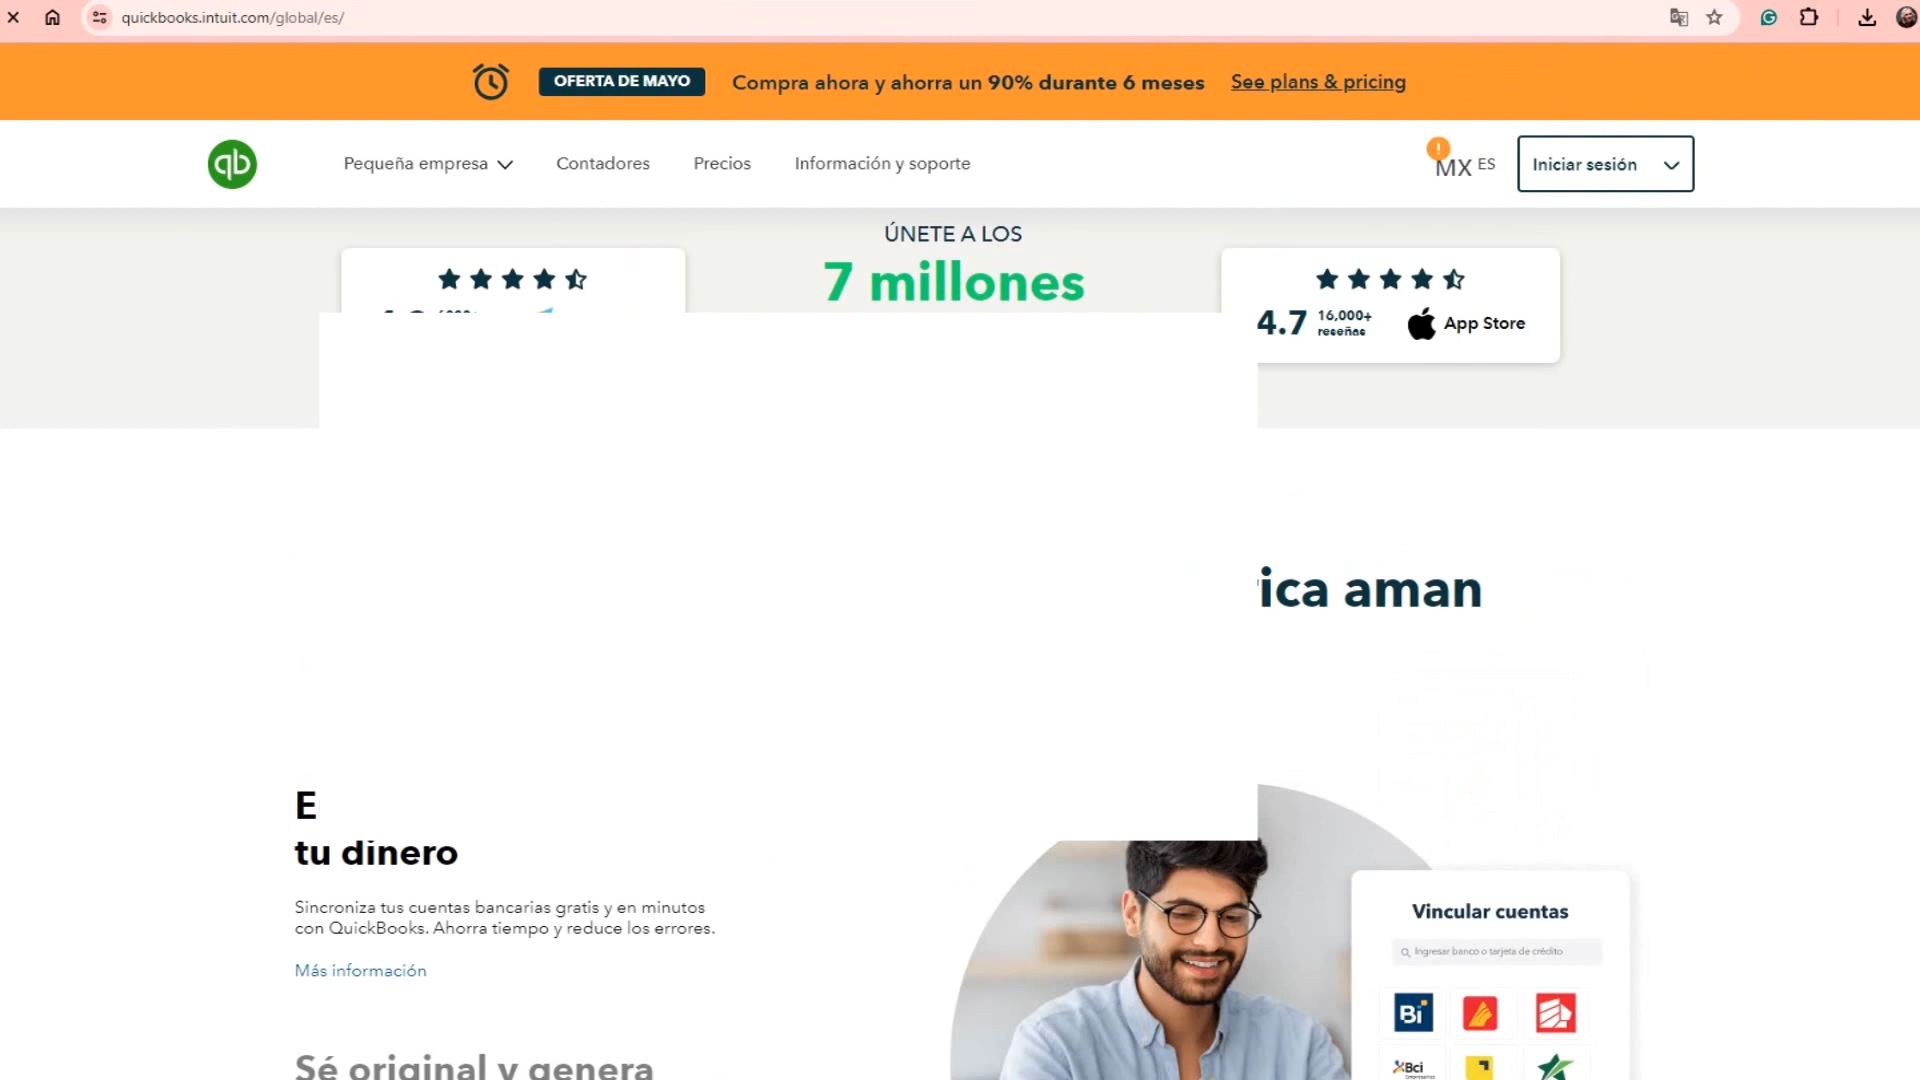 quickbooks.intuit.com/global/es/
OFERTA DE MAYO Compra ahora y ahorra un 90% durante 6 meses See plans & pricing
qb Pequeña empresa Contadores Precios Información y soporte ! MX ES Iniciar sesión
ÚNETE A LOS
7 millones
4.7 16,000+ reseñas App Store
rica aman
E
tu dinero
Sincroniza tus cuentas bancarias gratis y en minutos
con QuickBooks. Ahorra tiempo y reduce los errores.
Más información
Sé original y genera
Vincular cuentas
Ingresar banco o tarjeta de crédito
Bi
Bci